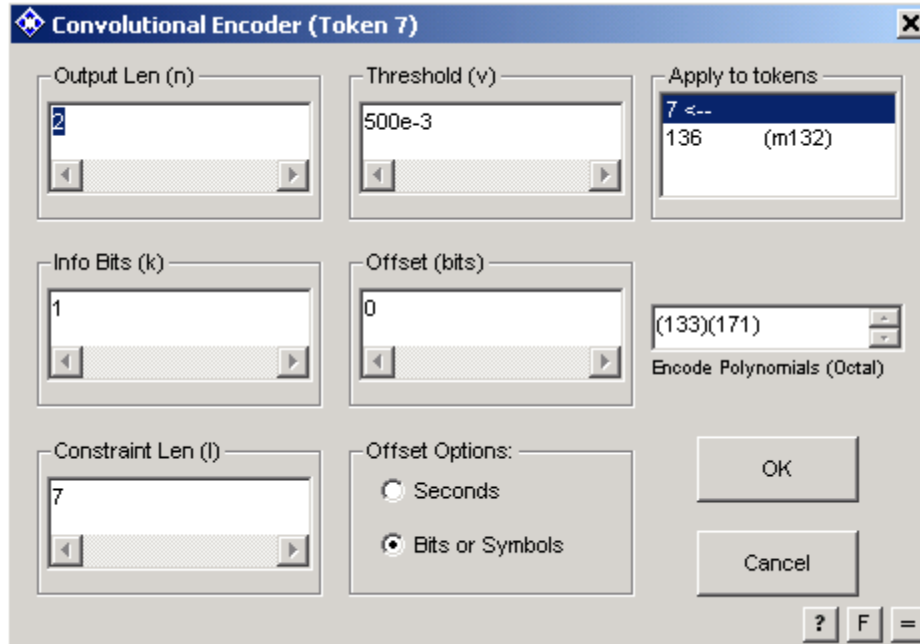 Convolutional Encoder (Token 7)
Output Len (n)
2
Threshold (v)
500e-3
Apply to tokens
7 <--
136 (m132)
Info Bits (k)
1
Offset (bits)
0
(133)(171)
Encode Polynomials (Octal)
Constraint Len (l)
7
Offset Options:
Seconds
Bits or Symbols
OK
Cancel
? F =